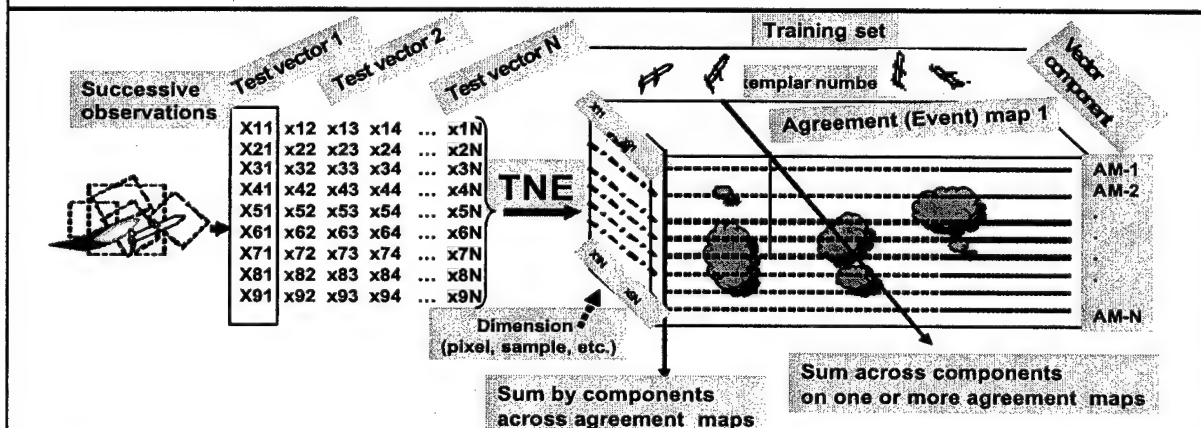 Training set
Test vector 1
Test vector 2
Test vector N
Vector component
Successive observations
emplar numbe
Agreement (Event) map 1
X11 x12 x13 x14 ... x1N
X21 x22 x23 x24 ... x2N
X31 x32 x33 x34 ... x3N
X41 x42 x43 x44 ... x4N
X51 x52 x53 x54 ... x5N
X61 x62 x63 x64 ... x6N
X71 x72 x73 x74 ... x7N
X81 x82 x83 x84 ... x8N
X91 x92 x93 x94 ... x9N
TNE
x11
AM-1
AM-2
.
.
.
AM-N
x1N
x9N
Dimension
(pixel, sample, etc.)
Sum by components
across agreement maps
Sum across components
on one or more agreement maps